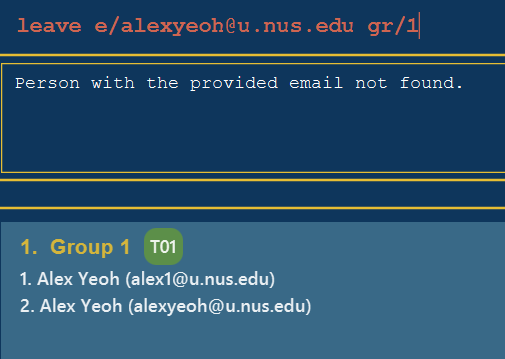 leave e/alexyeoh@u.nus.edu gr/1
Person with the provided email not found.
1. Group 1 T01
1. Alex Yeoh (alex1@u.nus.edu)
2. Alex Yeoh (alexyeoh@u.nus.edu)